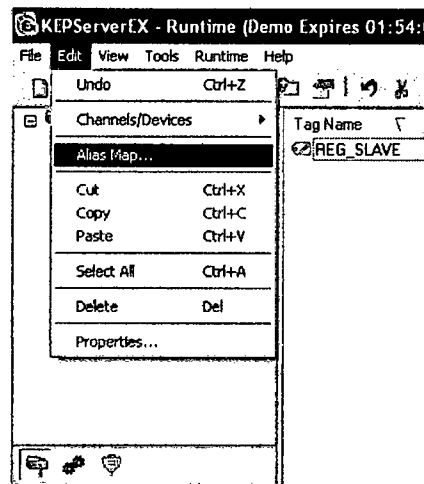 KEPServerEX - Runtime (Demo Expires 01:54:
File Edit View Tools Runtime Help
Undo Ctrl+Z
Channels/Devices
Tag Name
Alias Map...
REG_SLAVE
Cut Ctrl+X
Copy Ctrl+C
Paste Ctrl+V
Select All Ctrl+A
Delete Del
Properties...